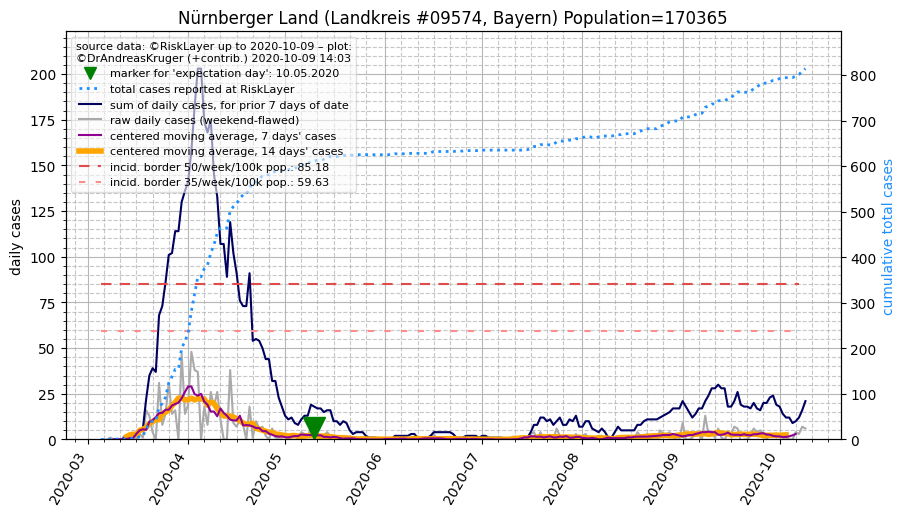 Nürnberger Land (Landkreis #09574, Bayern) Population=170365
source data: ©RiskLayer up to 2020-10-09 – plot:
©DrAndreasKruger (+contrib.) 2020-10-09 14:03
marker for 'expectation day': 10.05.2020
total cases reported at RiskLayer
sum of daily cases, for prior 7 days of date
raw daily cases (weekend-flawed)
centered moving average, 7 days' cases
centered moving average, 14 days' cases
incid. border 50/week/100k pop.: 85.18
incid. border 35/week/100k pop.: 59.63
daily cases
200
175
150
125
100
75
50
25
0
cumulative total cases
800
700
600
500
400
300
200
100
0
2020-03
2020-04
2020-05
2020-06
2020-07
2020-08
2020-09
2020-10